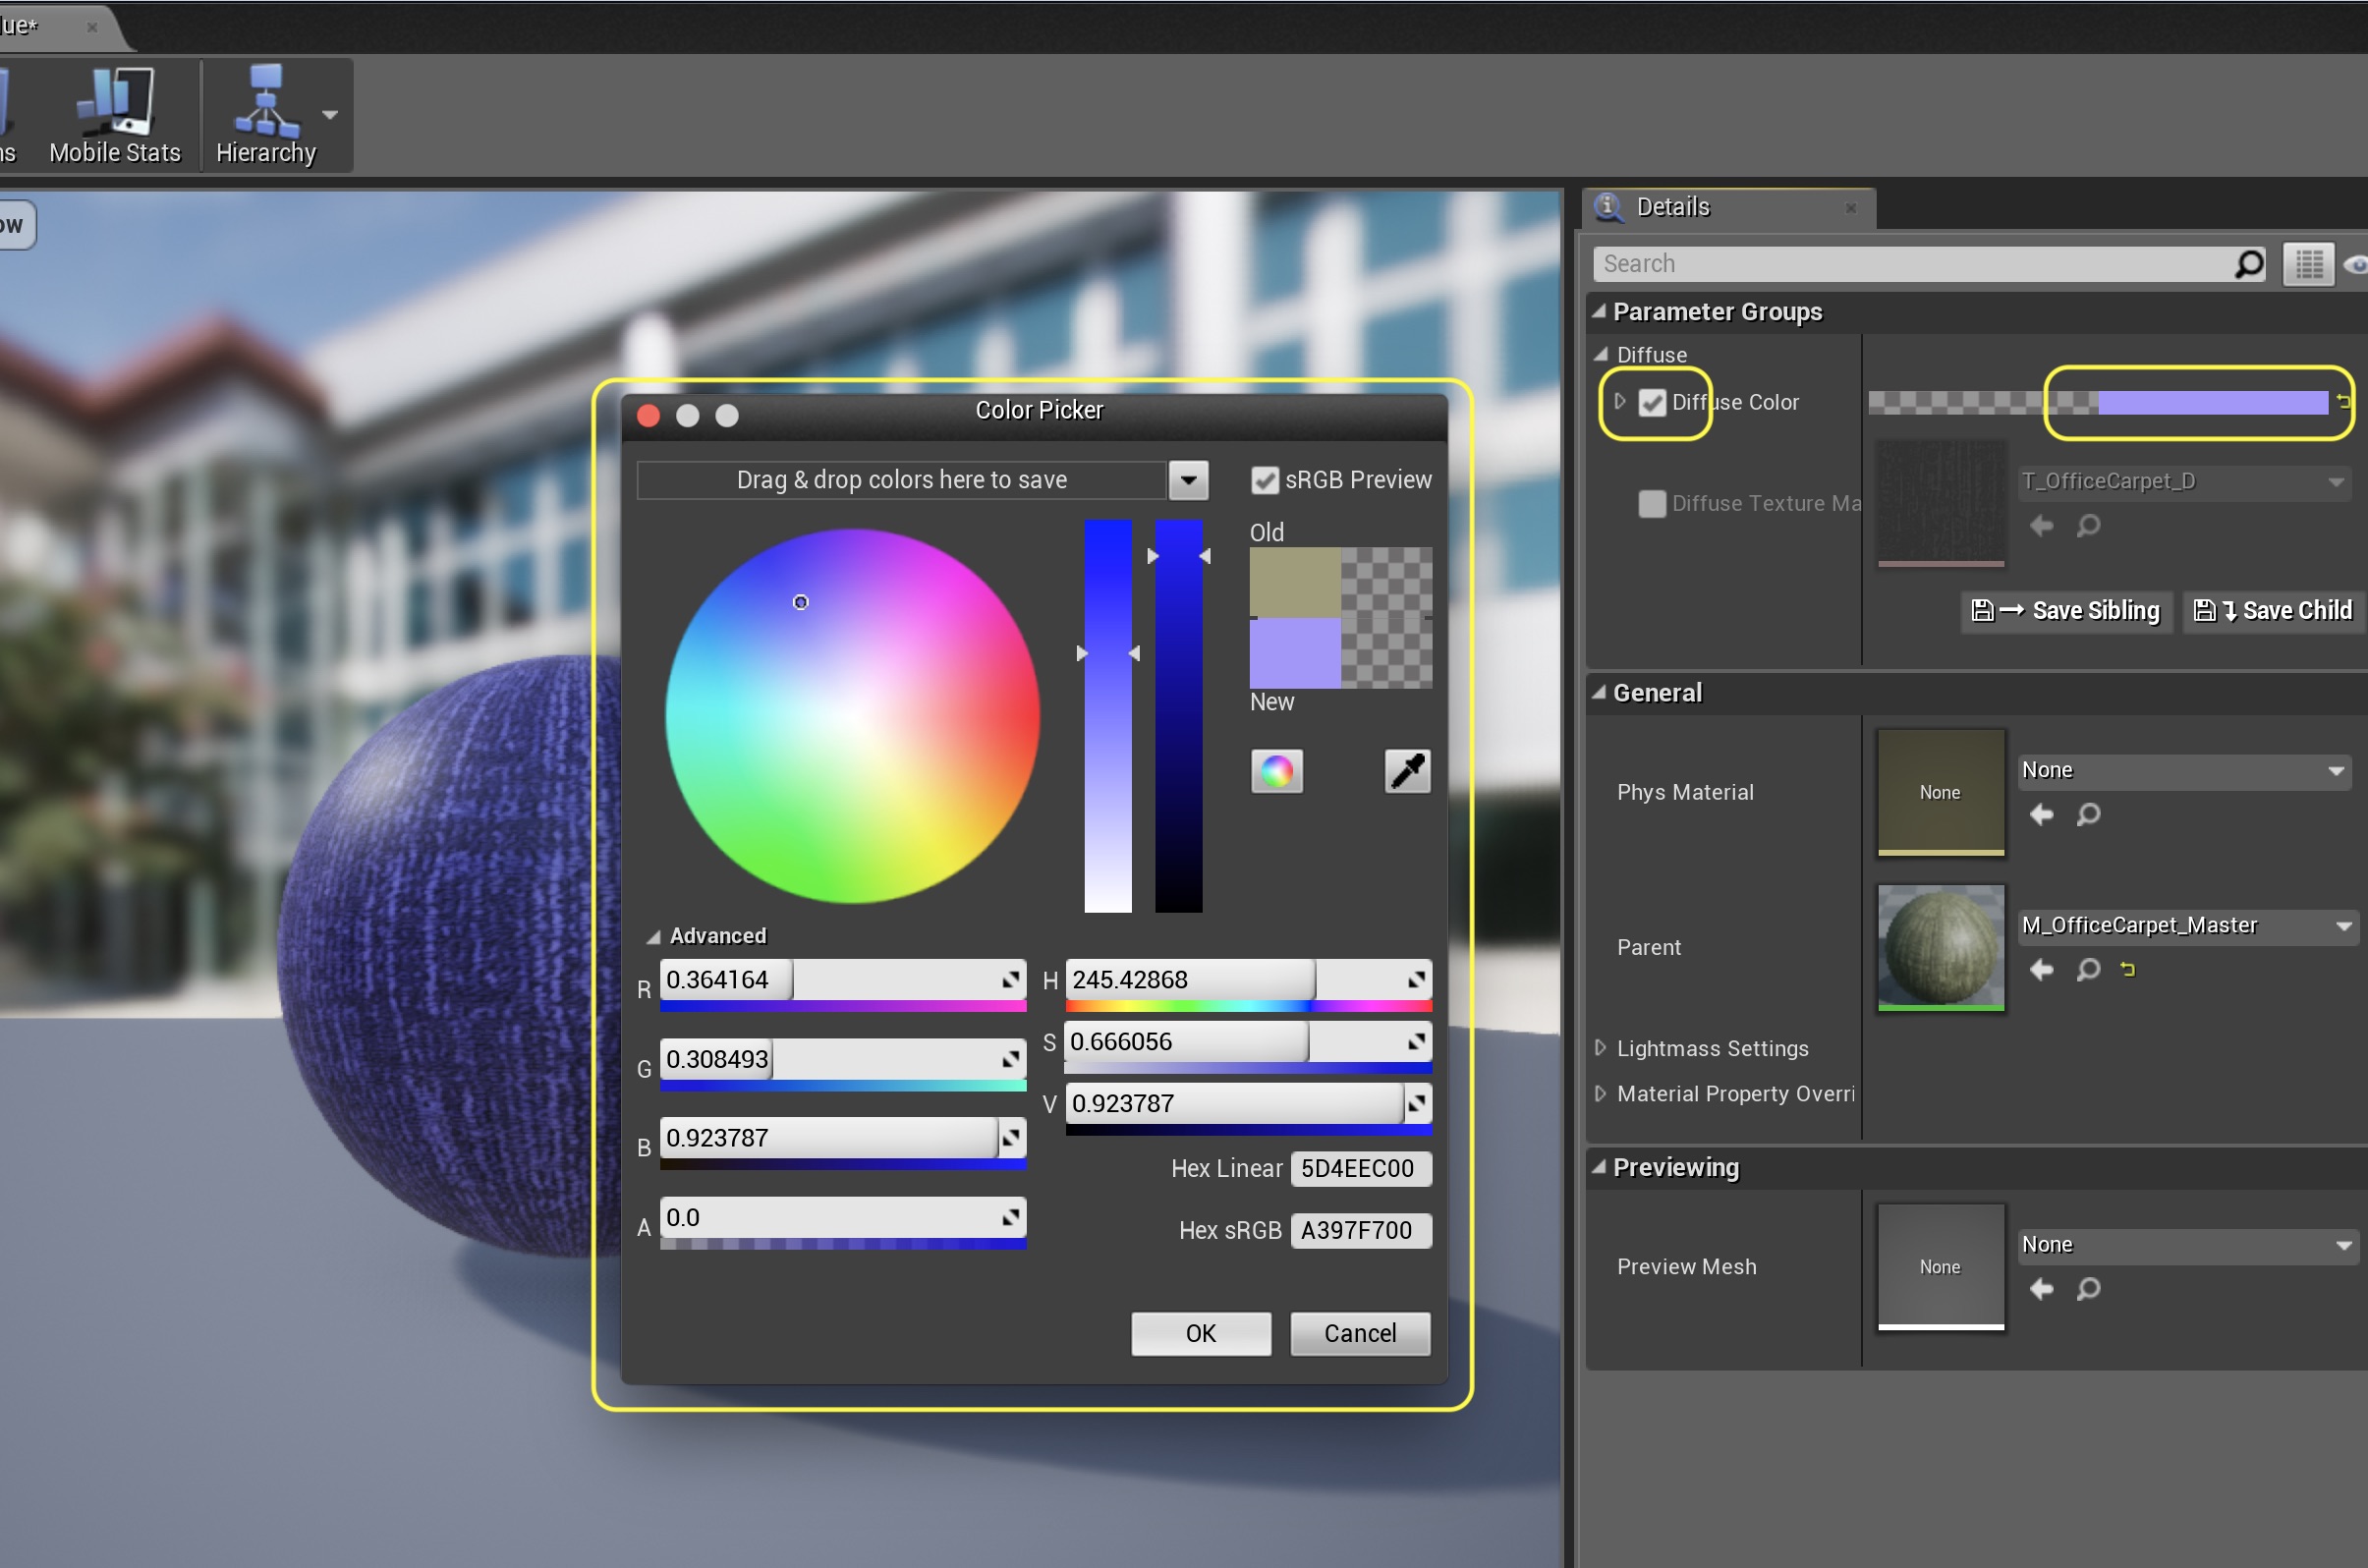 lue*
ns
Mobile Stats
Hierarchy
ow
Details
Search
Parameter Groups
Diffuse
Diffuse Color
Diffuse Texture Ma
T_OfficeCarpet_D
Save Sibling
Save Child
General
Phys Material
None
None
Parent
M_OfficeCarpet_Master
Lightmass Settings
Material Property Overri
Previewing
Preview Mesh
None
None
Color Picker
Drag & drop colors here to save
sRGB Preview
Old
New
Advanced
R 0.364164
G 0.308493
B 0.923787
A 0.0
H 245.42868
S 0.666056
V 0.923787
Hex Linear 5D4EEC00
Hex sRGB A397F700
OK
Cancel